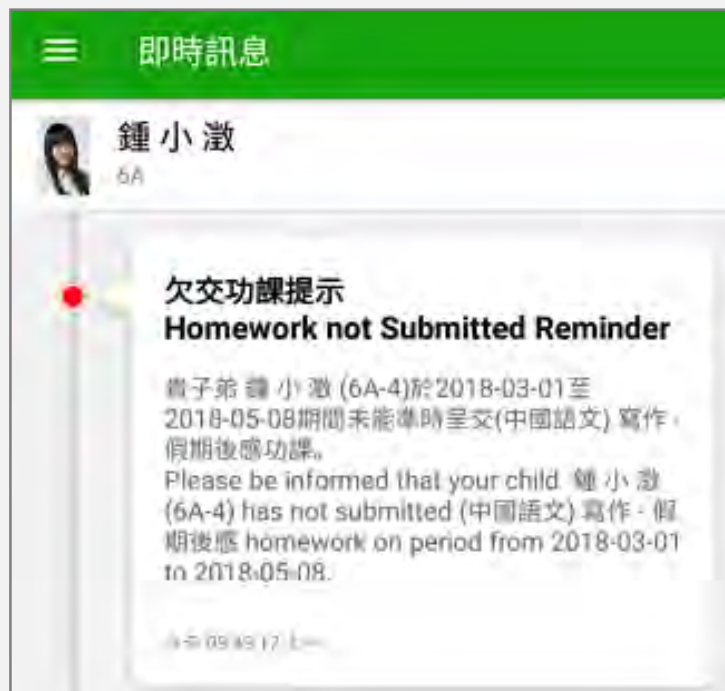 即時訊息
鍾 小 澂
6A
欠交功課提示
Homework not Submitted Reminder
貴子弟 鍾 小 澂 (6A-4)於2018-03-01至
2018-05-08期間未能準時呈交(中國語文) 寫作 -
假期後感功課。
Please be informed that your child 鍾 小 澂
(6A-4) has not submitted (中國語文) 寫作 - 假
期後感 homework on period from 2018-03-01
to 2018-05-08.